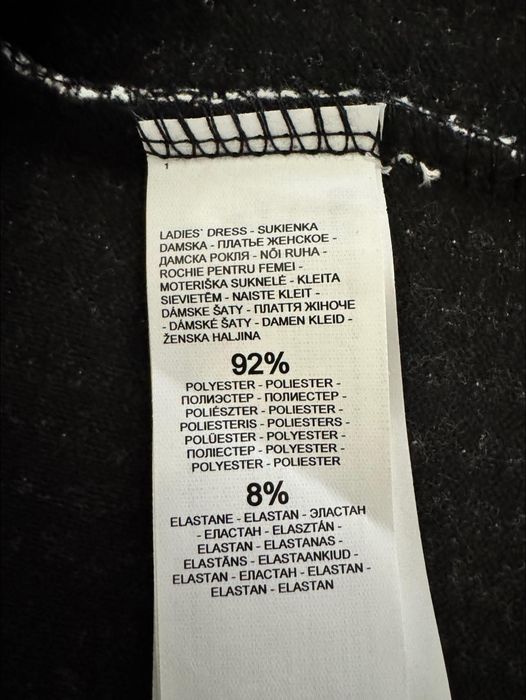 1
LADIES` DRESS - SUKIENKA
DAMSKA - ПЛАТЬЕ ЖЕНСКОЕ -
ДАМСКА РОКЛЯ - NŐI RUHA -
ROCHIE PENTRU FEMEI -
MOTERIŠKA SUKNELĖ - KLEITA
SIEVIETĒM - NAISTE KLEIT -
DÁMSKE ŠATY - ПЛАТТЯ ЖІНОЧЕ
- DÁMSKÉ ŠATY - DAMEN KLEID -
ŽENSKA HALJINA
92%
POLYESTER - POLIESTER -
ПОЛИЭСТЕР - ПОЛИЕСТЕР -
POLIÉSZTER - POLIESTER -
POLIESTERIS - POLIESTERS -
POLÜESTER - POLYESTER -
ПОЛІЕСТЕР - POLYESTER -
POLYESTER - POLIESTER
8%
ELASTANE - ELASTAN - ЭЛАСТАН
- ЕЛАСТАН - ELASZTÁN -
ELASTAN - ELASTANAS -
ELASTĀNS - ELASTAANKIUD -
ELASTAN - ЕЛАСТАН - ELASTAN -
ELASTAN - ELASTAN